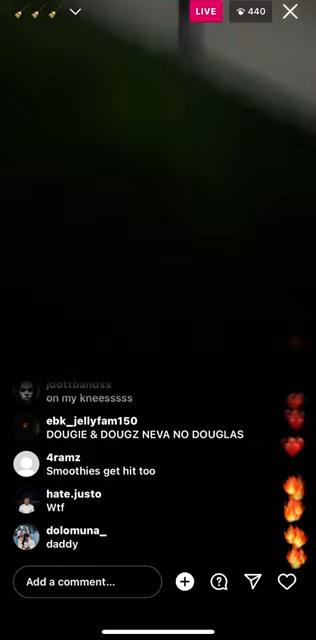 LIVE
440
jdottbandss
on my kneesssss
ebk_jellyfam150
DOUGIE & DOUGZ NEVA NO DOUGLAS
4ramz
Smoothies get hit too
hate.justo
Wtf
dolomuna_
daddy
Add a comment...